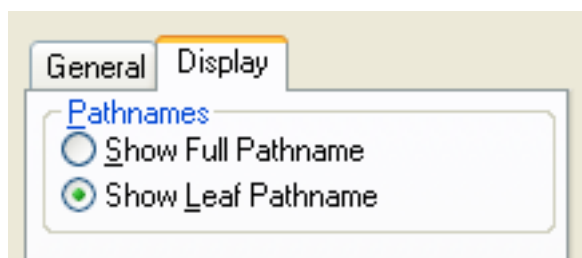 General Display
Pathnames
Show Full Pathname
Show Leaf Pathname